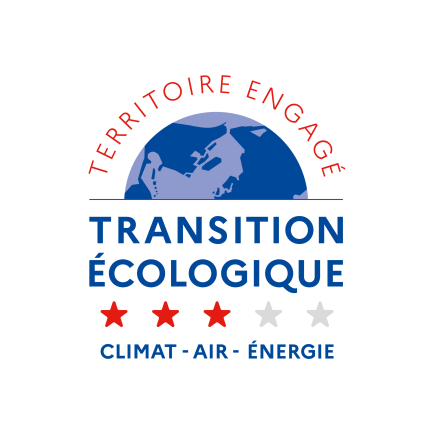 TERRITOIRE ENGAGÉ
TRANSITION
ÉCOLOGIQUE
CLIMAT - AIR - ÉNERGIE